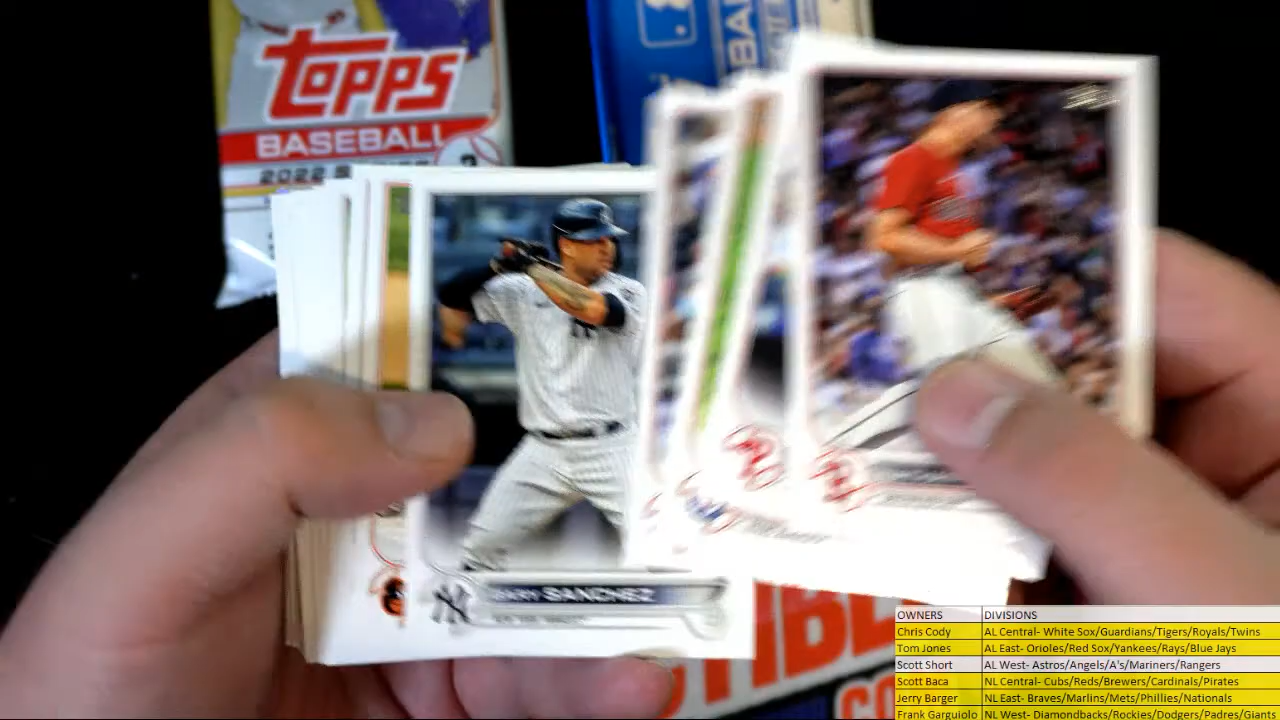 TOPPS
BASEBALL
2022 S
SANCHEZ
OWNERS DIVISIONS
Chris Cody AL Central- White Sox/Guardians/Tigers/Royals/Twins
Tom Jones AL East- Orioles/Red Sox/Yankees/Rays/Blue Jays
Scott Short AL West- Astros/Angels/A's/Mariners/Rangers
Scott Baca NL Central- Cubs/Reds/Brewers/Cardinals/Pirates
Jerry Barger NL East- Braves/Marlins/Mets/Phillies/Nationals
Frank Garguiolo NL West- Diamondbacks/Rockies/Dodgers/Padres/Giants